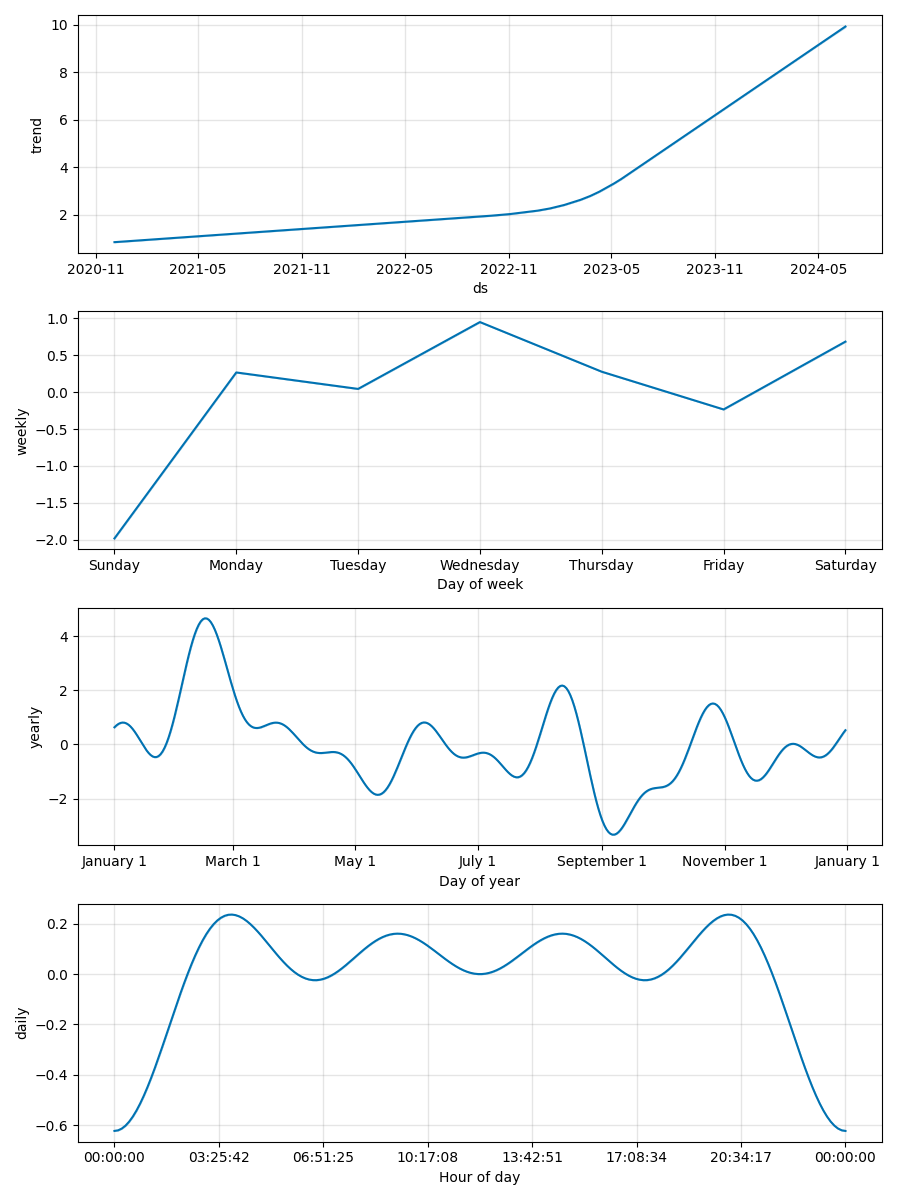 10
8
6
4
2
trend
2020-11 2021-05 2021-11 2022-05 2022-11 2023-05 2023-11 2024-05
ds
1.0
0.5
0.0
−0.5
−1.0
−1.5
−2.0
weekly
Sunday Monday Tuesday Wednesday Thursday Friday Saturday
Day of week
4
2
0
−2
yearly
January 1 March 1 May 1 July 1 September 1 November 1 January 1
Day of year
0.2
0.0
−0.2
−0.4
−0.6
daily
00:00:00 03:25:42 06:51:25 10:17:08 13:42:51 17:08:34 20:34:17 00:00:00
Hour of day